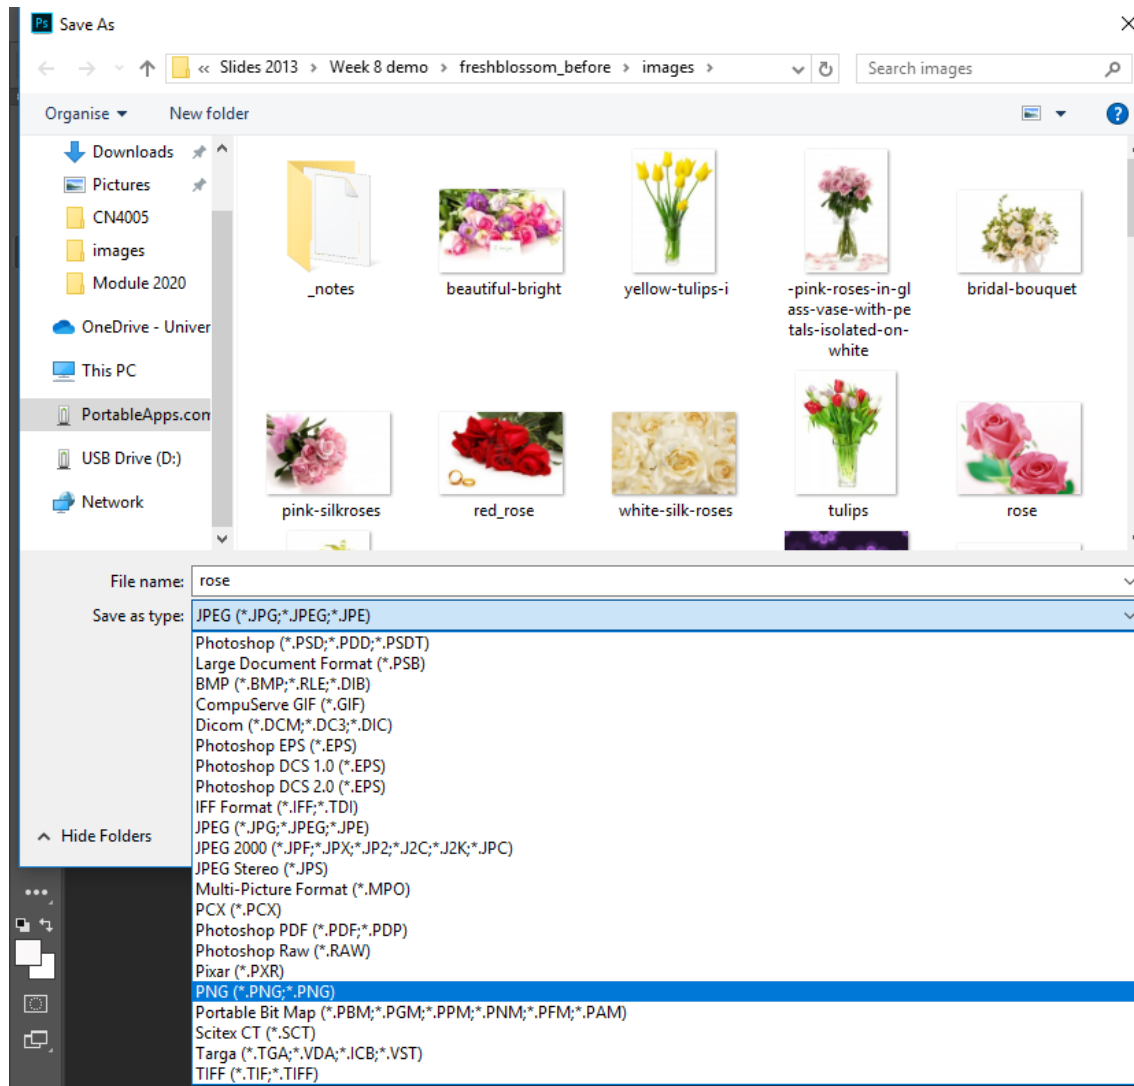 Ps Save As
« Slides 2013 > Week 8 demo > freshblossom_before > images >
Search images
Organise
New folder
?
Downloads
Pictures
CN4005
images
Module 2020
OneDrive - Univer
This PC
PortableApps.com
USB Drive (D:)
Network
_notes
beautiful-bright
yellow-tulips-i
-pink-roses-in-gl
ass-vase-with-pe
tals-isolated-on-
white
bridal-bouquet
pink-silkroses
red_rose
white-silk-roses
tulips
rose
File name: rose
Save as type: JPEG (*.JPG;*.JPEG;*.JPE)
Photoshop (*.PSD;*.PDD;*.PSDT)
Large Document Format (*.PSB)
BMP (*.BMP;*.RLE;*.DIB)
CompuServe GIF (*.GIF)
Dicom (*.DCM;*.DC3;*.DIC)
Photoshop EPS (*.EPS)
Photoshop DCS 1.0 (*.EPS)
Photoshop DCS 2.0 (*.EPS)
IFF Format (*.IFF;*.TDI)
JPEG (*.JPG;*.JPEG;*.JPE)
JPEG 2000 (*.JPF;*.JPX;*.JP2;*.J2C;*.J2K;*.JPC)
JPEG Stereo (*.JPS)
Multi-Picture Format (*.MPO)
PCX (*.PCX)
Photoshop PDF (*.PDF;*.PDP)
Photoshop Raw (*.RAW)
Pixar (*.PXR)
PNG (*.PNG;*.PNG)
Portable Bit Map (*.PBM;*.PGM;*.PPM;*.PNM;*.PFM;*.PAM)
Scitex CT (*.SCT)
Targa (*.TGA;*.VDA;*.ICB;*.VST)
TIFF (*.TIF;*.TIFF)
Hide Folders